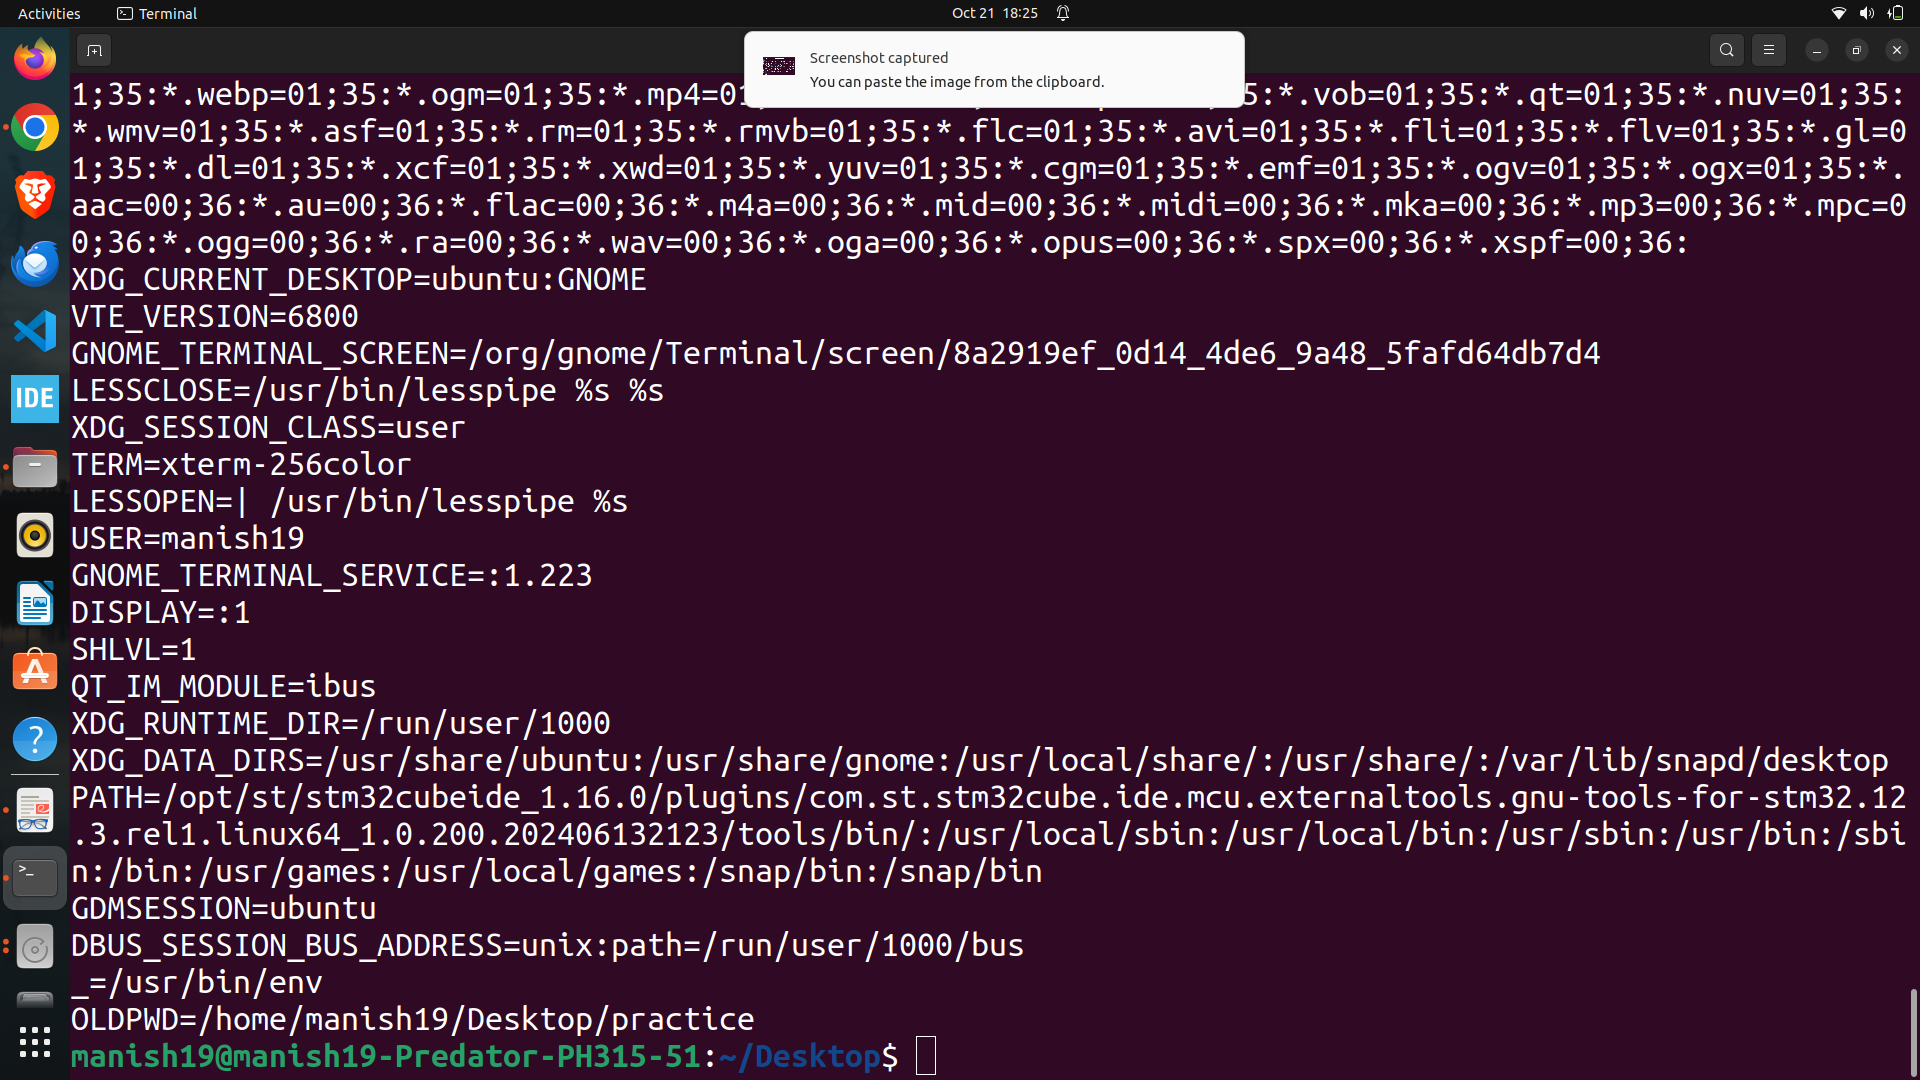 Activities
Terminal
Oct 21 18:25
Screenshot captured
You can paste the image from the clipboard.
1;35:*.webp=01;35:*.ogm=01;35:*.mp4=01 5:*.vob=01;35:*.qt=01;35:*.nuv=01;35:
*.wmv=01;35:*.asf=01;35:*.rm=01;35:*.rmvb=01;35:*.flc=01;35:*.avi=01;35:*.fli=01;35:*.flv=01;35:*.gl=0
1;35:*.dl=01;35:*.xcf=01;35:*.xwd=01;35:*.yuv=01;35:*.cgm=01;35:*.emf=01;35:*.ogv=01;35:*.ogx=01;35:*.
aac=00;36:*.au=00;36:*.flac=00;36:*.m4a=00;36:*.mid=00;36:*.midi=00;36:*.mka=00;36:*.mp3=00;36:*.mpc=0
0;36:*.ogg=00;36:*.ra=00;36:*.wav=00;36:*.oga=00;36:*.opus=00;36:*.spx=00;36:*.xspf=00;36:
XDG_CURRENT_DESKTOP=ubuntu:GNOME
VTE_VERSION=6800
GNOME_TERMINAL_SCREEN=/org/gnome/Terminal/screen/8a2919ef_0d14_4de6_9a48_5fafd64db7d4
LESSCLOSE=/usr/bin/lesspipe %s %s
XDG_SESSION_CLASS=user
TERM=xterm-256color
LESSOPEN=| /usr/bin/lesspipe %s
USER=manish19
GNOME_TERMINAL_SERVICE=:1.223
DISPLAY=:1
SHLVL=1
QT_IM_MODULE=ibus
XDG_RUNTIME_DIR=/run/user/1000
XDG_DATA_DIRS=/usr/share/ubuntu:/usr/share/gnome:/usr/local/share/:/usr/share/:/var/lib/snapd/desktop
PATH=/opt/st/stm32cubeide_1.16.0/plugins/com.st.stm32cube.ide.mcu.externaltools.gnu-tools-for-stm32.12
.3.rel1.linux64_1.0.200.202406132123/tools/bin/:/usr/local/sbin:/usr/local/bin:/usr/sbin:/usr/bin:/sbi
n:/bin:/usr/games:/usr/local/games:/snap/bin:/snap/bin
GDMSESSION=ubuntu
DBUS_SESSION_BUS_ADDRESS=unix:path=/run/user/1000/bus
_=/usr/bin/env
OLDPWD=/home/manish19/Desktop/practice
manish19@manish19-Predator-PH315-51:~/Desktop$
IDE